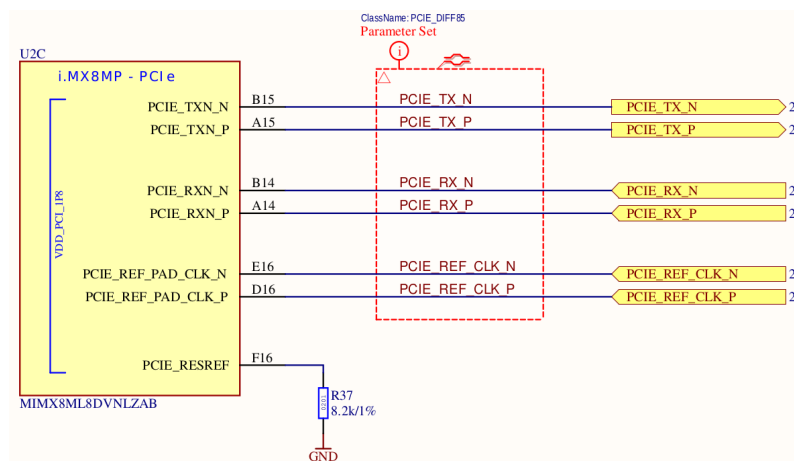 ClassName: PCIE_DIFF85
Parameter Set
i
U2C
i.MX8MP - PCIe
VDD_PCI_1P8
PCIE_TXN_N B15 PCIE_TX_N PCIE_TX_N 2
PCIE_TXN_P A15 PCIE_TX_P PCIE_TX_P 2
PCIE_RXN_N B14 PCIE_RX_N PCIE_RX_N 2
PCIE_RXN_P A14 PCIE_RX_P PCIE_RX_P 2
PCIE_REF_PAD_CLK_N E16 PCIE_REF_CLK_N PCIE_REF_CLK_N 2
PCIE_REF_PAD_CLK_P D16 PCIE_REF_CLK_P PCIE_REF_CLK_P 2
PCIE_RESREF F16
R37
0201
8.2k/1%
MIMX8ML8DVNLZAB
GND